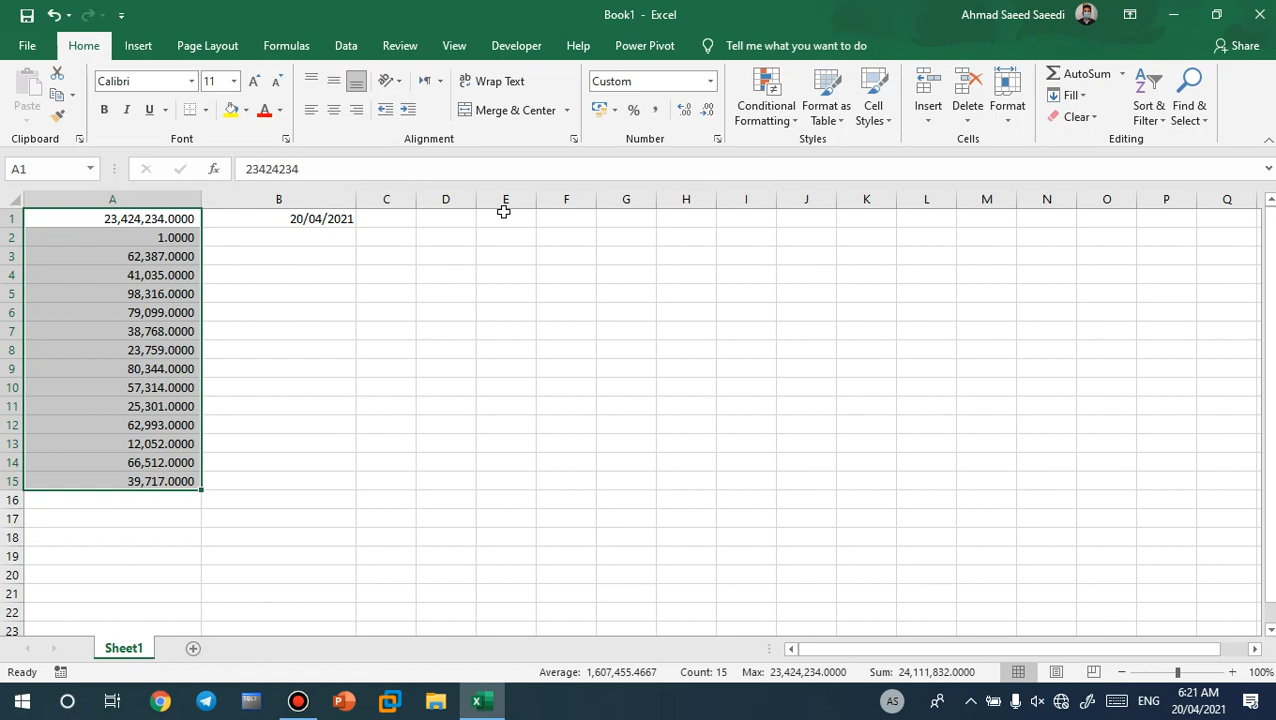 Book1 - Excel
Ahmad Saeed Saeedi
File Home Insert Page Layout Formulas Data Review View Developer Help Power Pivot Tell me what you want to do Share
Paste
Calibri 11
B I U A
Wrap Text
Merge & Center
Custom
% ,
Conditional Formatting
Format as Table
Cell Styles
Insert
Delete
Format
AutoSum
Fill
Clear
Sort & Filter
Find & Select
Clipboard Font Alignment Number Styles Cells Editing
A1 fx 23424234
A B C D E F G H I J K L M N O P Q
1 23,424,234.0000 20/04/2021
2 1.0000
3 62,387.0000
4 41,035.0000
5 98,316.0000
6 79,099.0000
7 38,768.0000
8 23,759.0000
9 80,344.0000
10 57,314.0000
11 25,301.0000
12 62,993.0000
13 12,052.0000
14 66,512.0000
15 39,717.0000
16
17
18
19
20
21
22
23
Sheet1
Ready Average: 1,607,455.4667 Count: 15 Max: 23,424,234.0000 Sum: 24,111,832.0000 100%
AS ENG 6:21 AM
20/04/2021